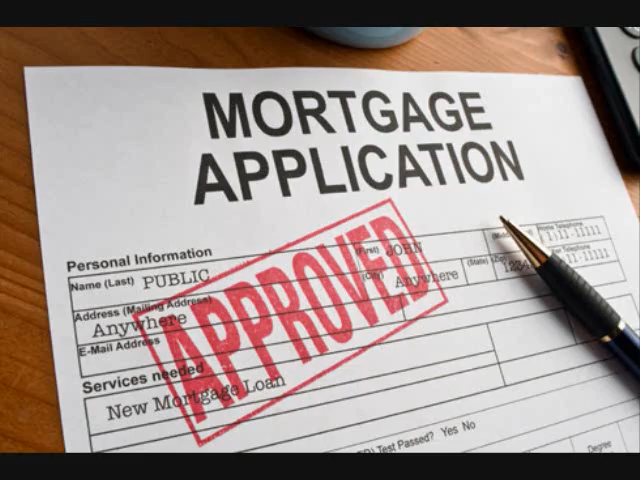 MORTGAGE
APPLICATION
Personal Information
Name (Last) PUBLIC (First) JOHN
Address (Mailing Address) (City) Anywhere (State)
Anywhere
E-Mail Address
APPROVED
Services needed
New Mortgage Loan
Test Passed? Yes No
Degree